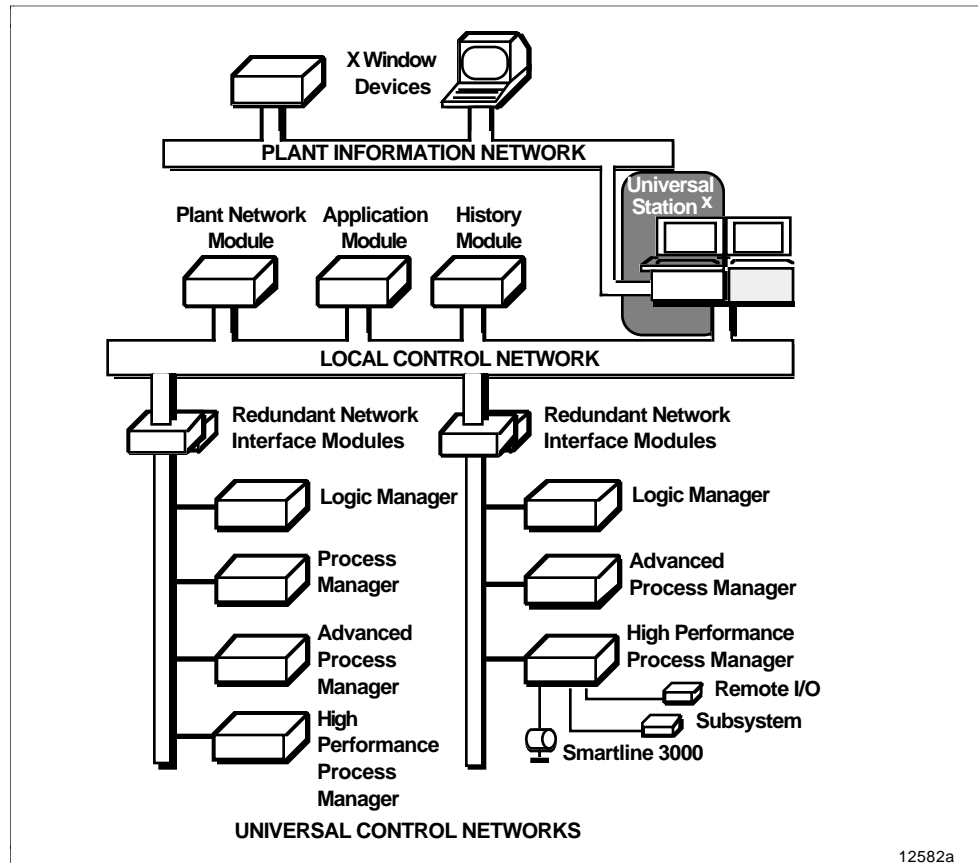 X Window
Devices
PLANT INFORMATION NETWORK
Universal
Station x
Plant Network
Module
Application
Module
History
Module
LOCAL CONTROL NETWORK
Redundant Network
Interface Modules
Redundant Network
Interface Modules
Logic Manager
Logic Manager
Process
Manager
Advanced
Process Manager
Advanced
Process
Manager
High Performance
Process Manager
Remote I/O
Subsystem
Smartline 3000
High
Performance
Process
Manager
UNIVERSAL CONTROL NETWORKS
12582a